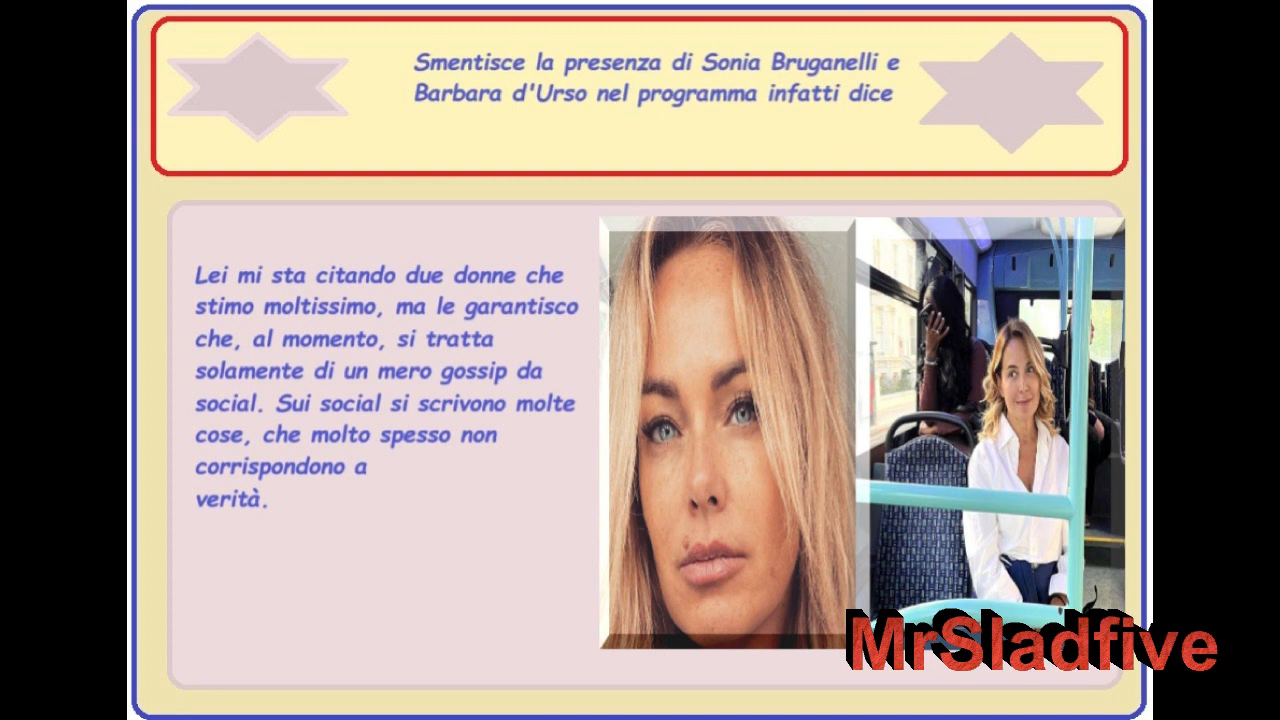 Smentisce la presenza di Sonia Bruganelli e
Barbara d'Urso nel programma infatti dice
Lei mi sta citando due donne che
stimo moltissimo, ma le garantisco
che, al momento, si tratta
solamente di un mero gossip da
social. Sui social si scrivono molte
cose, che molto spesso non
corrispondono a
verità.
MrSladfive